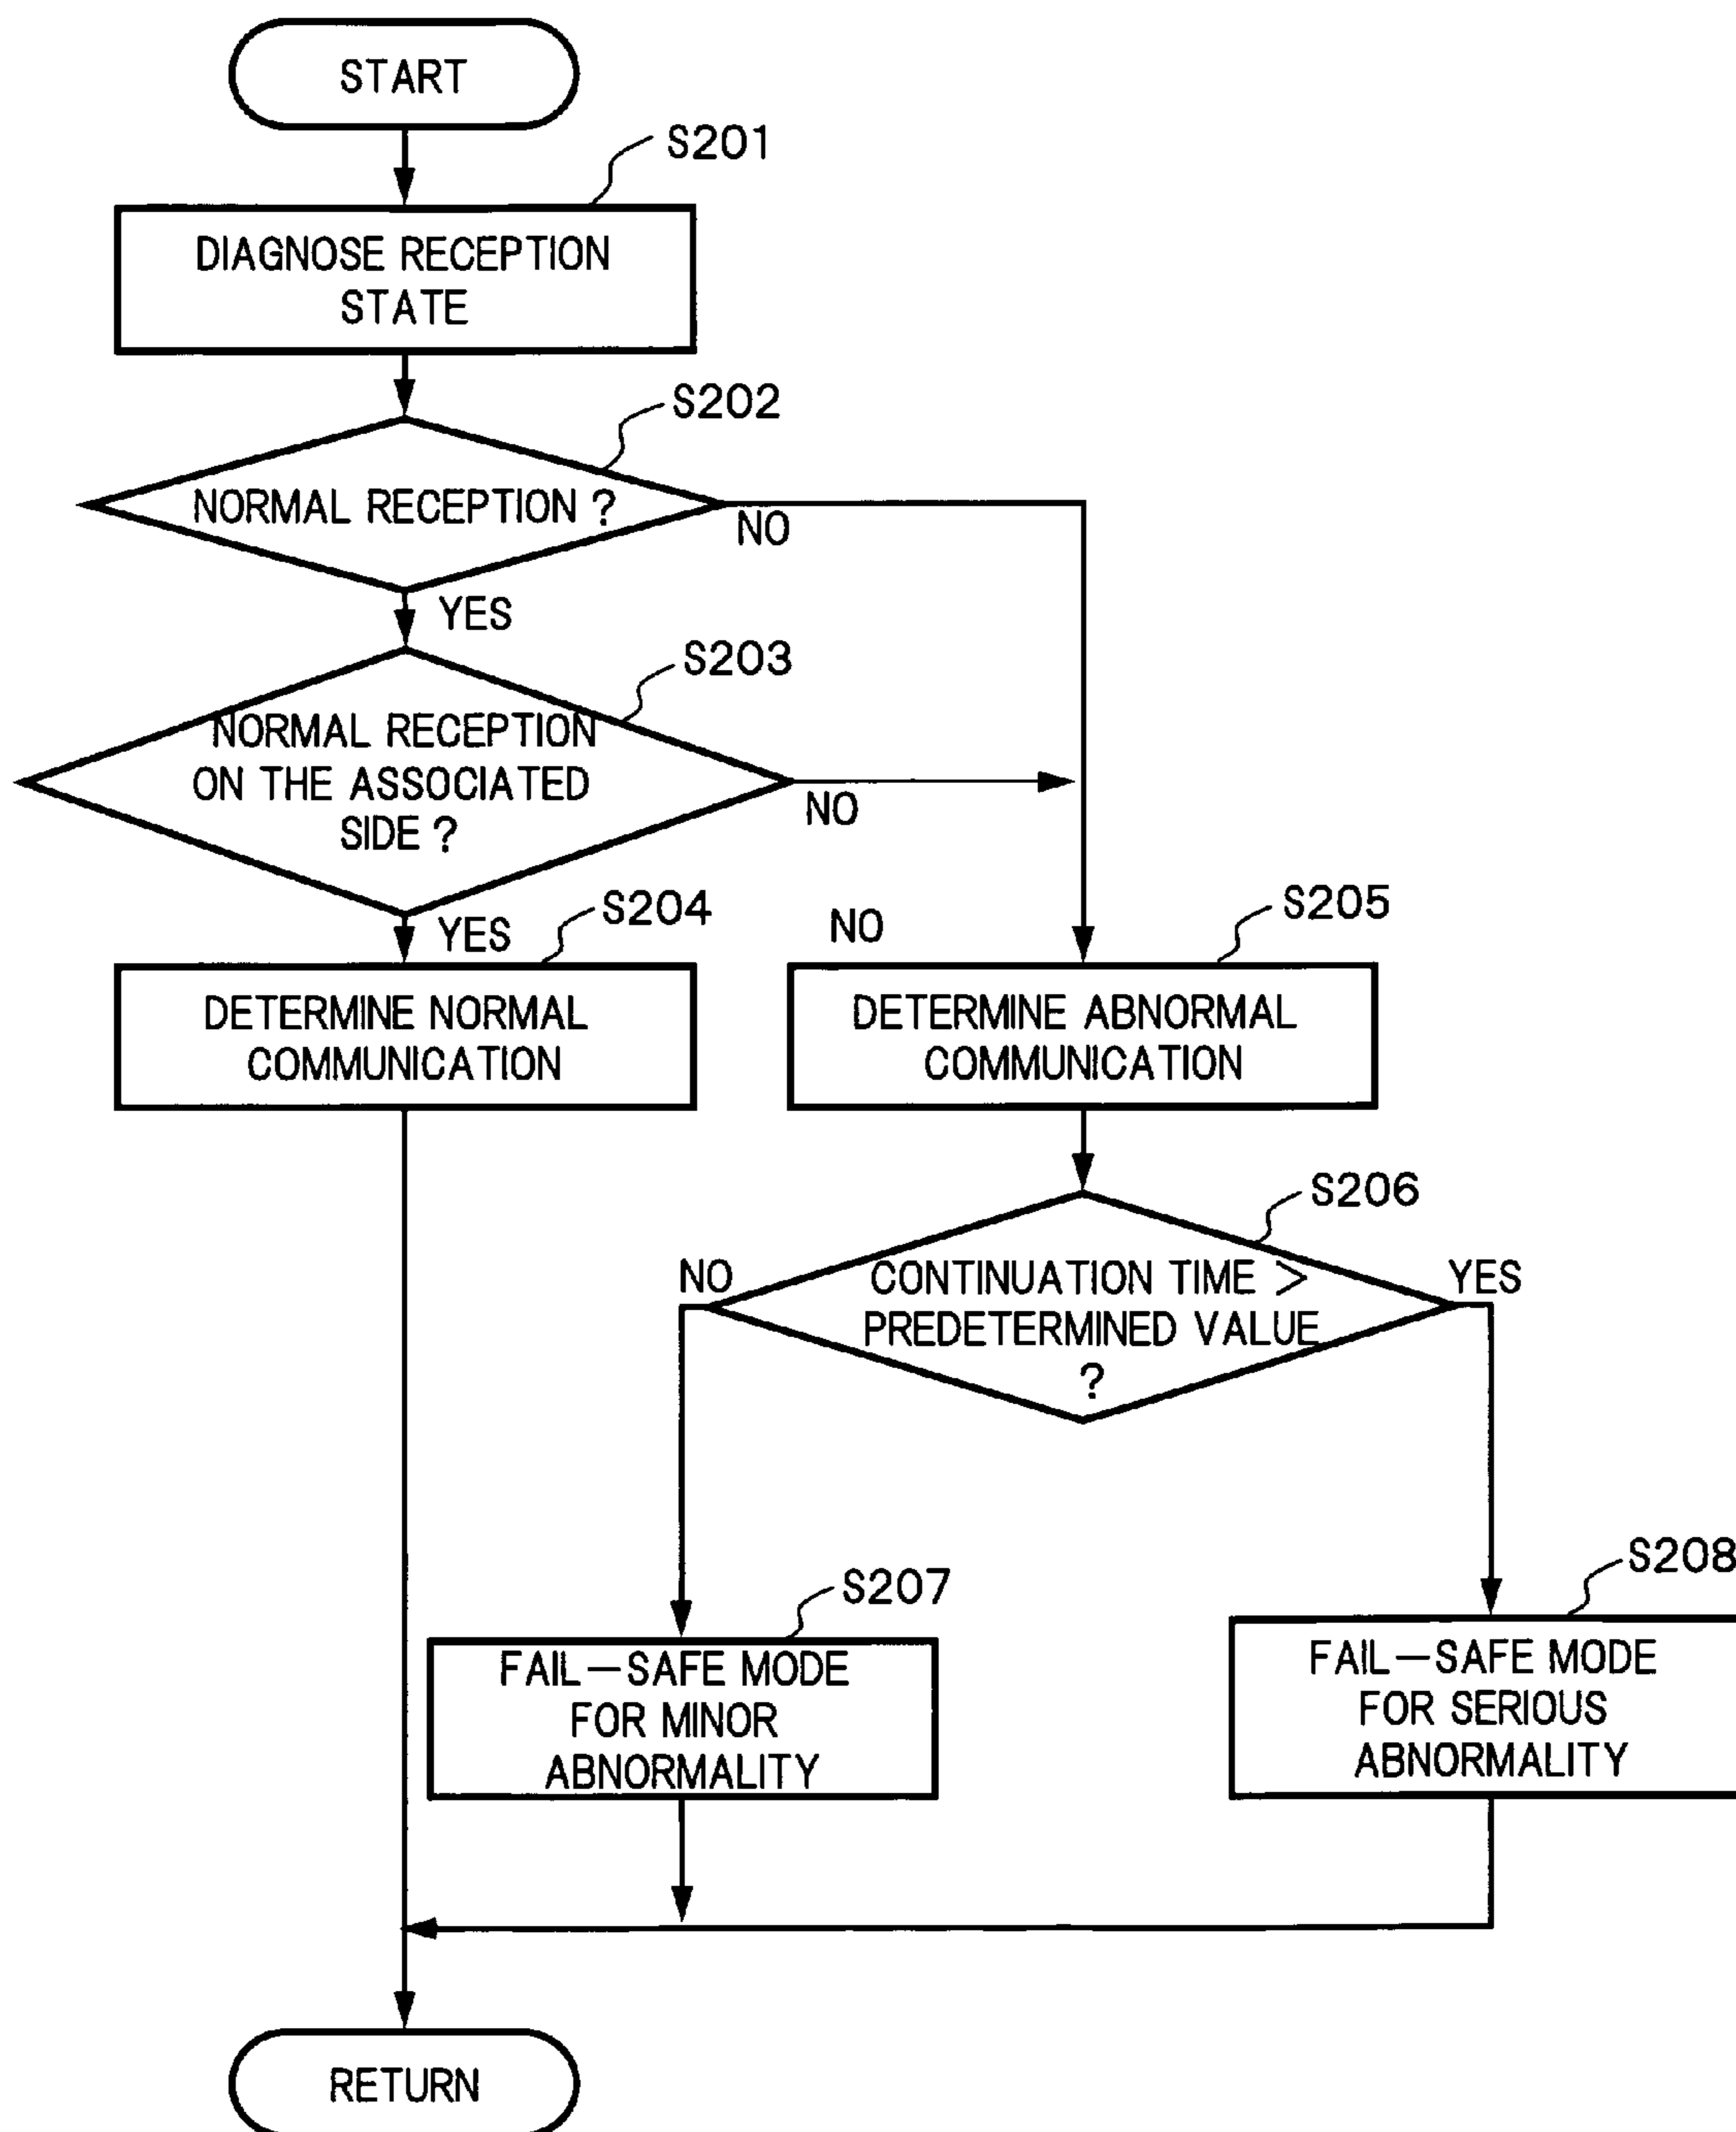 START
S201
DIAGNOSE RECEPTION
STATE
S202
NORMAL RECEPTION ?
NO
YES
S203
NORMAL RECEPTION
ON THE ASSOCIATED
SIDE ?
NO
YES
S204
NO
S205
DETERMINE NORMAL
COMMUNICATION
DETERMINE ABNORMAL
COMMUNICATION
S206
NO
CONTINUATION TIME >
PREDETERMINED VALUE
?
YES
S207
FAIL-SAFE MODE
FOR MINOR
ABNORMALITY
S208
FAIL-SAFE MODE
FOR SERIOUS
ABNORMALITY
RETURN